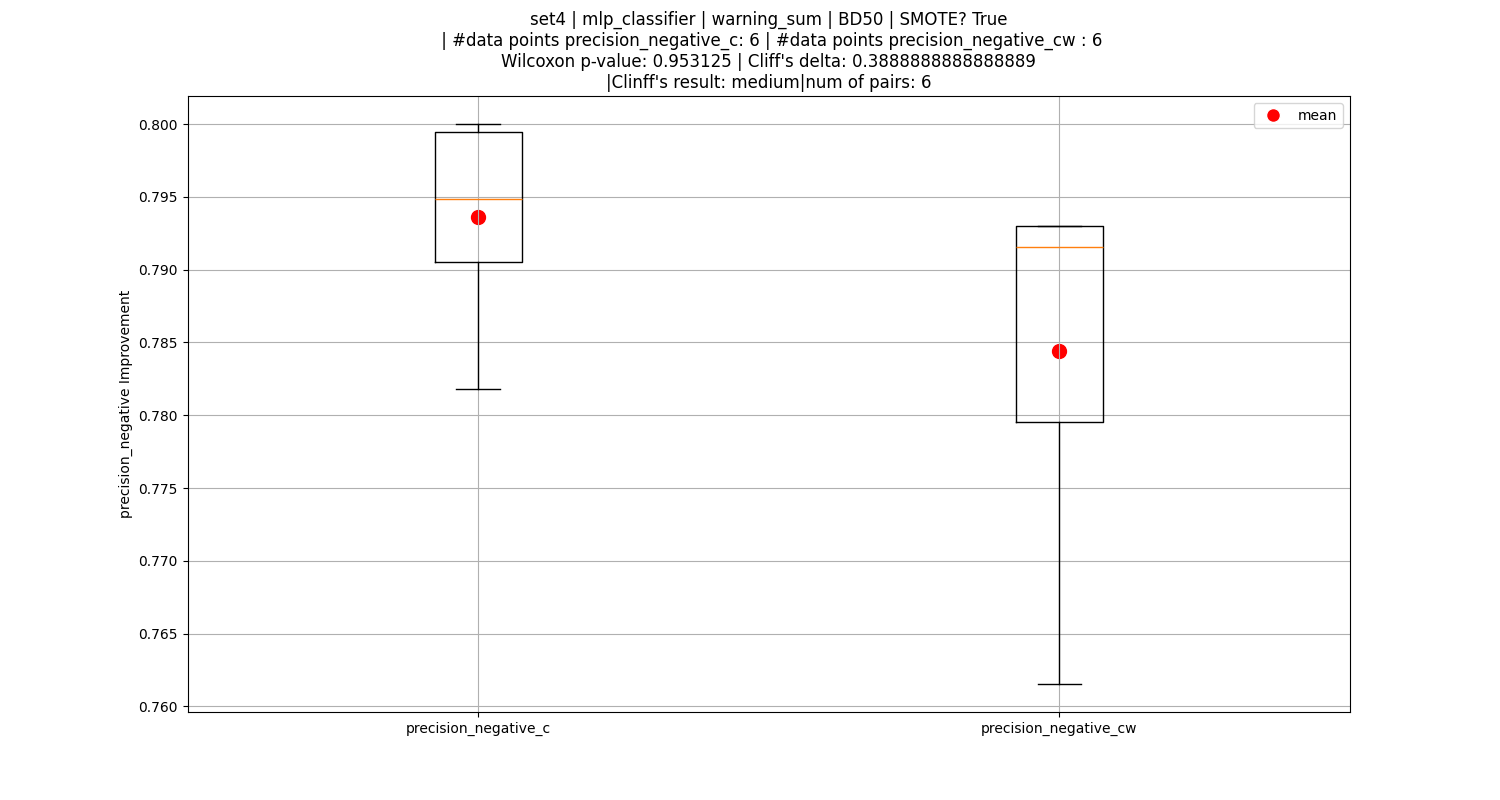 set4 | mlp_classifier | warning_sum | BD50 | SMOTE? True
| #data points precision_negative_c: 6 | #data points precision_negative_cw : 6
Wilcoxon p-value: 0.953125 | Cliff's delta: 0.3888888888888889
|Clinff's result: medium|num of pairs: 6
mean
0.800
0.795
0.790
0.785
0.780
0.775
0.770
0.765
0.760
precision_negative Improvement
precision_negative_c
precision_negative_cw